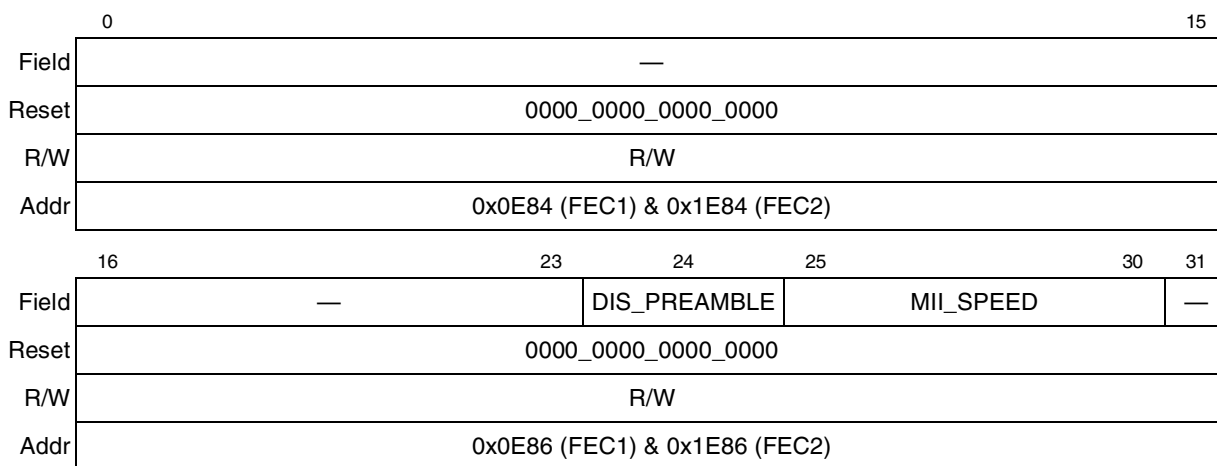 0 15
Field —
Reset 0000_0000_0000_0000
R/W R/W
Addr 0x0E84 (FEC1) & 0x1E84 (FEC2)
16 23 24 25 30 31
Field — DIS_PREAMBLE MII_SPEED —
Reset 0000_0000_0000_0000
R/W R/W
Addr 0x0E86 (FEC1) & 0x1E86 (FEC2)